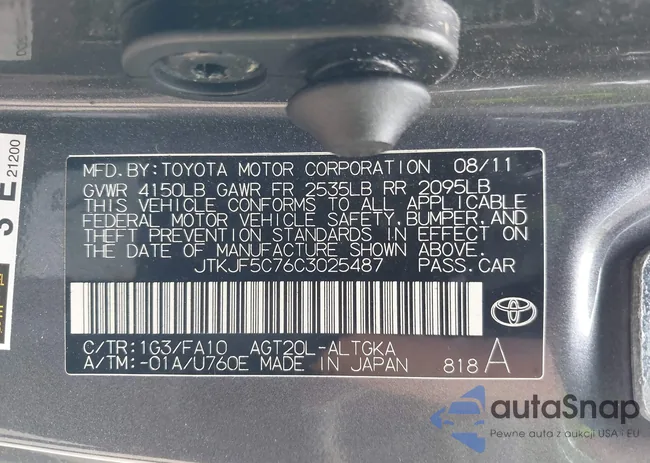 MFD.BY:TOYOTA MOTOR CORPORATION 08/11
GVWR 4150LB GAWR FR 2535LB RR 2095LB
THIS VEHICLE CONFORMS TO ALL APPLICABLE
FEDERAL MOTOR VEHICLE SAFETY, BUMPER, AND
THEFT PREVENTION STANDARDS IN EFFECT ON
THE DATE OF MANUFACTURE SHOWN ABOVE.
JTKJF5C76C3025487 PASS.CAR
C/TR:1G3/FA10 AGT20L-ALTGKA
A/TM:-01A/U760E MADE IN JAPAN 818A
21200
autaSnap
Pewne auta z aukcji USA i EU